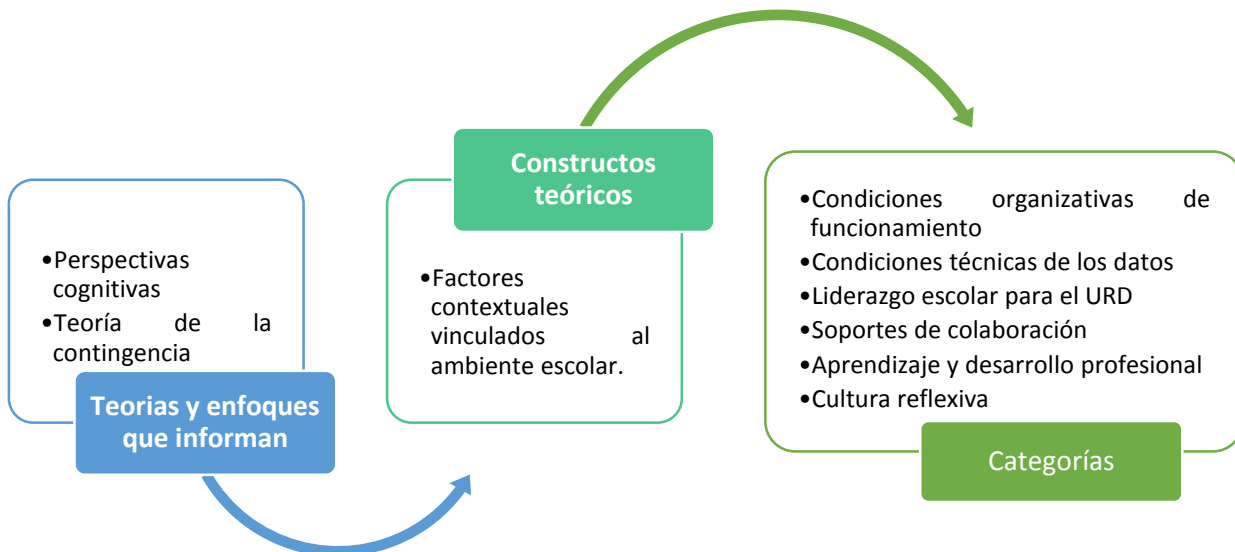 •Perspectivas
cognitivas
•Teoría de la
contingencia
Teorias y enfoques
que informan
Constructos
teóricos
•Factores
contextuales
vinculados al
ambiente escolar.
•Condiciones organizativas de
funcionamiento
•Condiciones técnicas de los datos
•Liderazgo escolar para el URD
•Soportes de colaboración
•Aprendizaje y desarrollo profesional
•Cultura reflexiva
Categorías